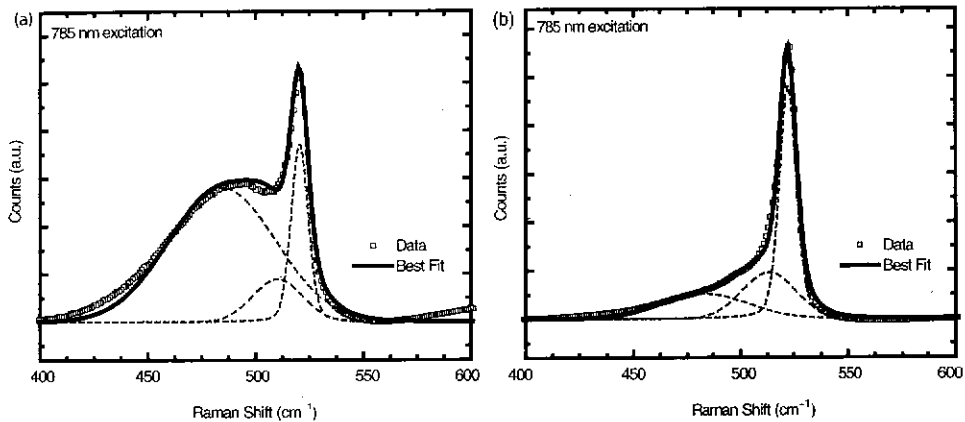 (a)
785 nm excitation
Counts (a.u.)
Data
Best Fit
400
450
500
550
600
Raman Shift (cm⁻¹)
(b)
785 nm excitation
Counts (a.u.)
Data
Best Fit
400
450
500
550
600
Raman Shift (cm⁻¹)